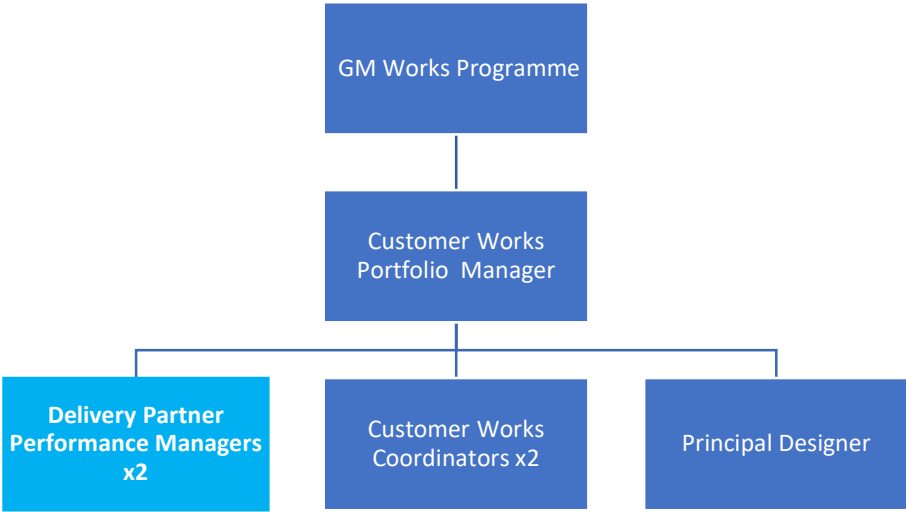 GM Works Programme
Customer Works
Portfolio  Manager
Delivery Partner
Performance Managers
x2
Customer Works
Coordinators x2
Principal Designer